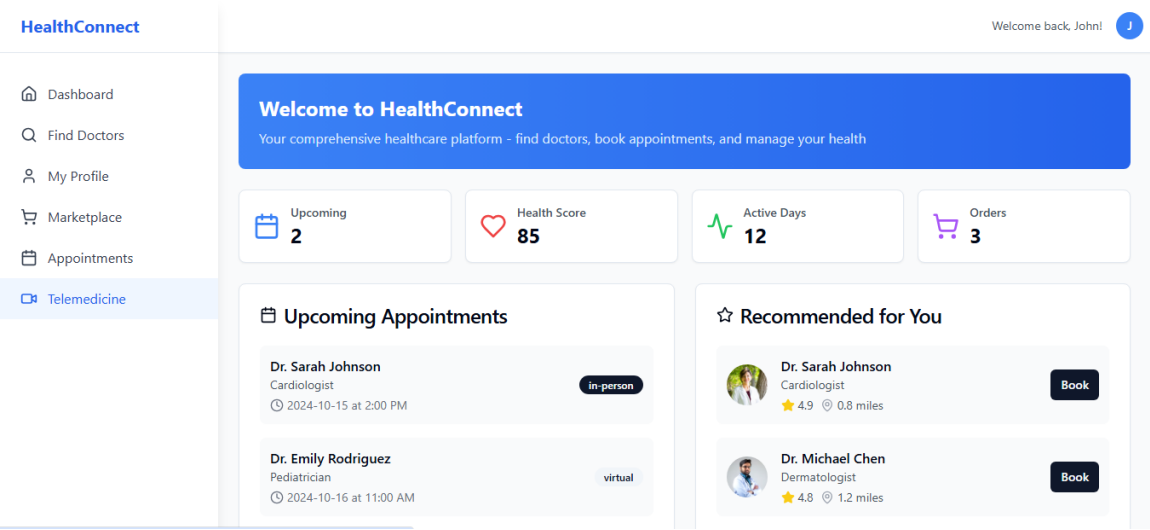 HealthConnect
Welcome back, John!
J
Dashboard
Find Doctors
My Profile
Marketplace
Appointments
Telemedicine
Welcome to HealthConnect
Your comprehensive healthcare platform - find doctors, book appointments, and manage your health
Upcoming
2
Health Score
85
Active Days
12
Orders
3
Upcoming Appointments
Dr. Sarah Johnson
Cardiologist
2024-10-15 at 2:00 PM
in-person
Dr. Emily Rodriguez
Pediatrician
2024-10-16 at 11:00 AM
virtual
Recommended for You
Dr. Sarah Johnson
Cardiologist
4.9 0.8 miles
Book
Dr. Michael Chen
Dermatologist
4.8 1.2 miles
Book